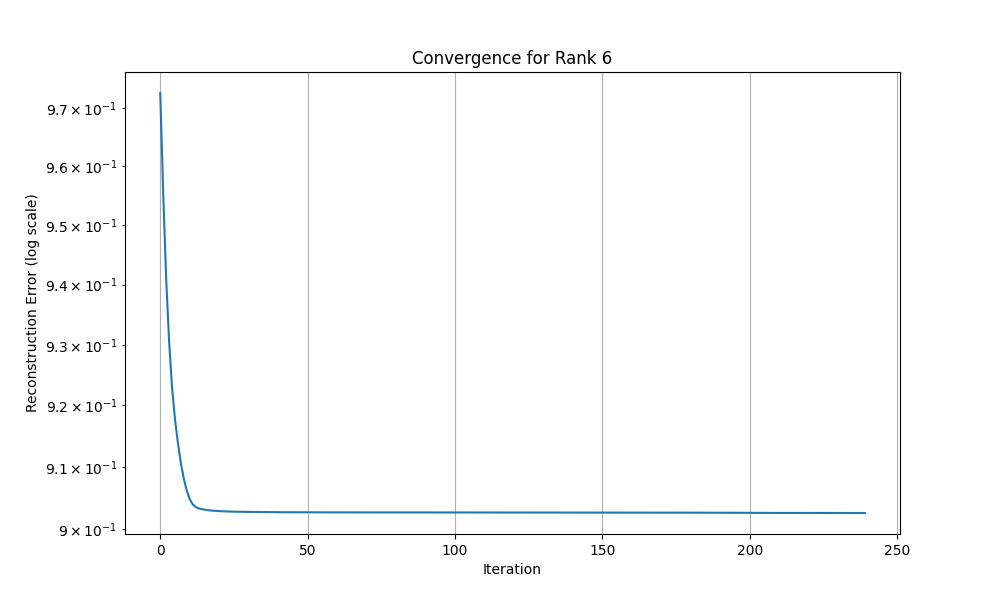 Convergence for Rank 6
Reconstruction Error (log scale)
9.7 × 10⁻¹
9.6 × 10⁻¹
9.5 × 10⁻¹
9.4 × 10⁻¹
9.3 × 10⁻¹
9.2 × 10⁻¹
9.1 × 10⁻¹
9 × 10⁻¹
0 50 100 150 200 250
Iteration